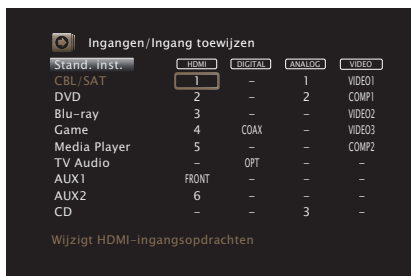 Ingangen/Ingang toewijzen
Stand. inst. HDMI DIGITAL ANALOG VIDEO
CBL/SAT 1 – 1 VIDEO1
DVD 2 – 2 COMP1
Blu-ray 3 – – VIDEO2
Game 4 COAX – VIDEO3
Media Player 5 – – COMP2
TV Audio – OPT – –
AUX1 FRONT – – –
AUX2 6 – – –
CD – – 3 –
Wijzigt HDMI-ingangsopdrachten